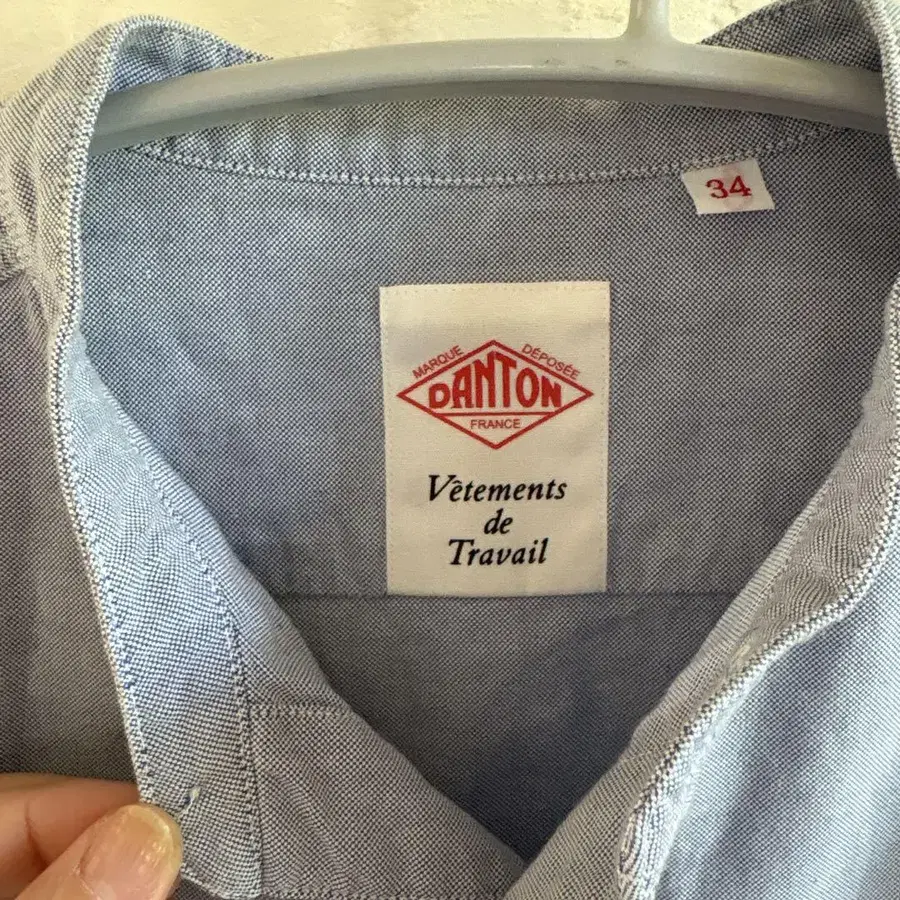 34
MARQUE DÉPOSÉE
DANTON
FRANCE
Vêtements
de
Travail